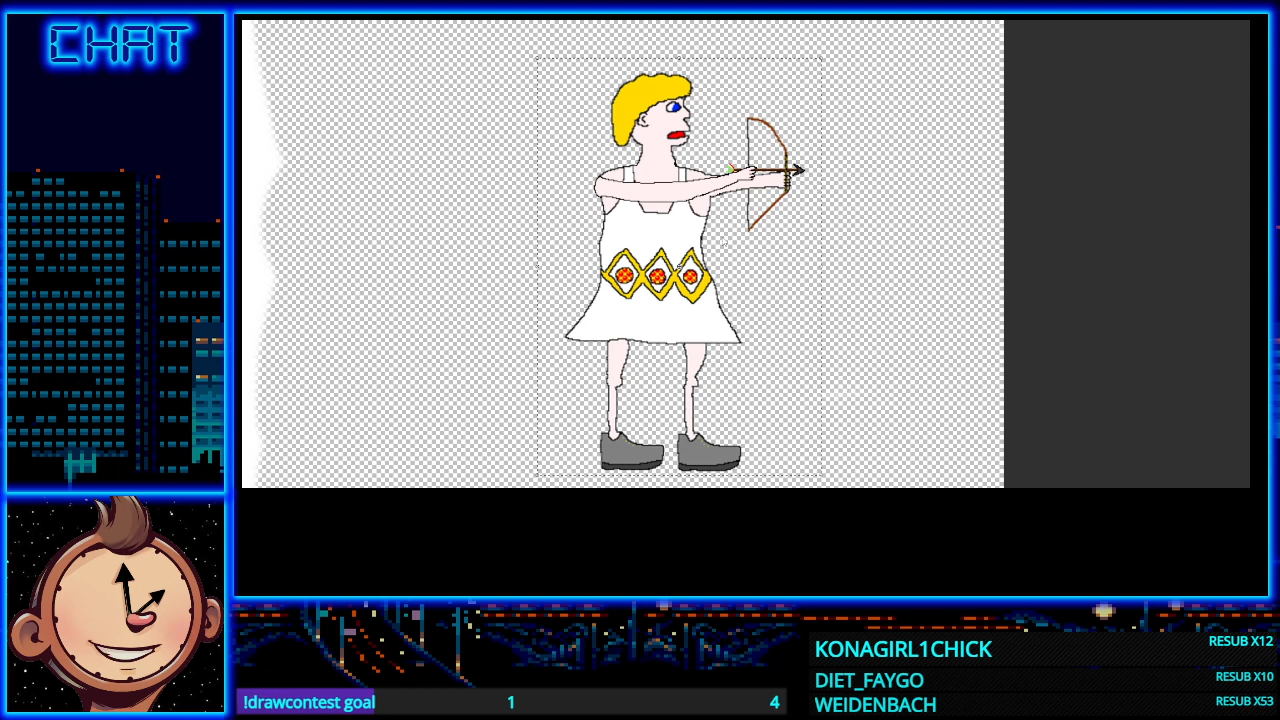 CHAT
KONAGIRL1CHICK RESUB X12
DIET_FAYGO RESUB X10
WEIDENBACH RESUB X53
!drawcontest goal 1 4